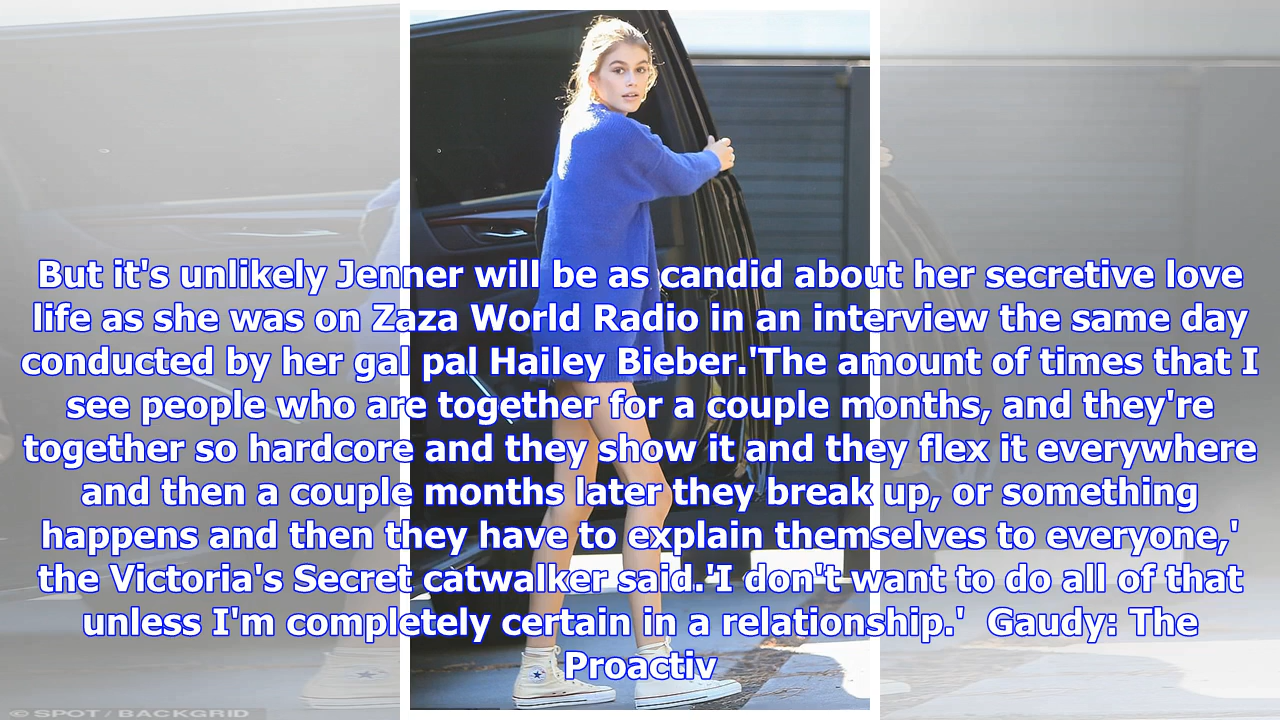 But it's unlikely Jenner will be as candid about her secretive love
life as she was on Zaza World Radio in an interview the same day
conducted by her gal pal Hailey Bieber.'The amount of times that I
see people who are together for a couple months, and they're
together so hardcore and they show it and they flex it everywhere
and then a couple months later they break up, or something
happens and then they have to explain themselves to everyone,'
the Victoria's Secret catwalker said.'I don't want to do all of that
unless I'm completely certain in a relationship.'  Gaudy: The
Proactiv
© SPOT / BACKGRID